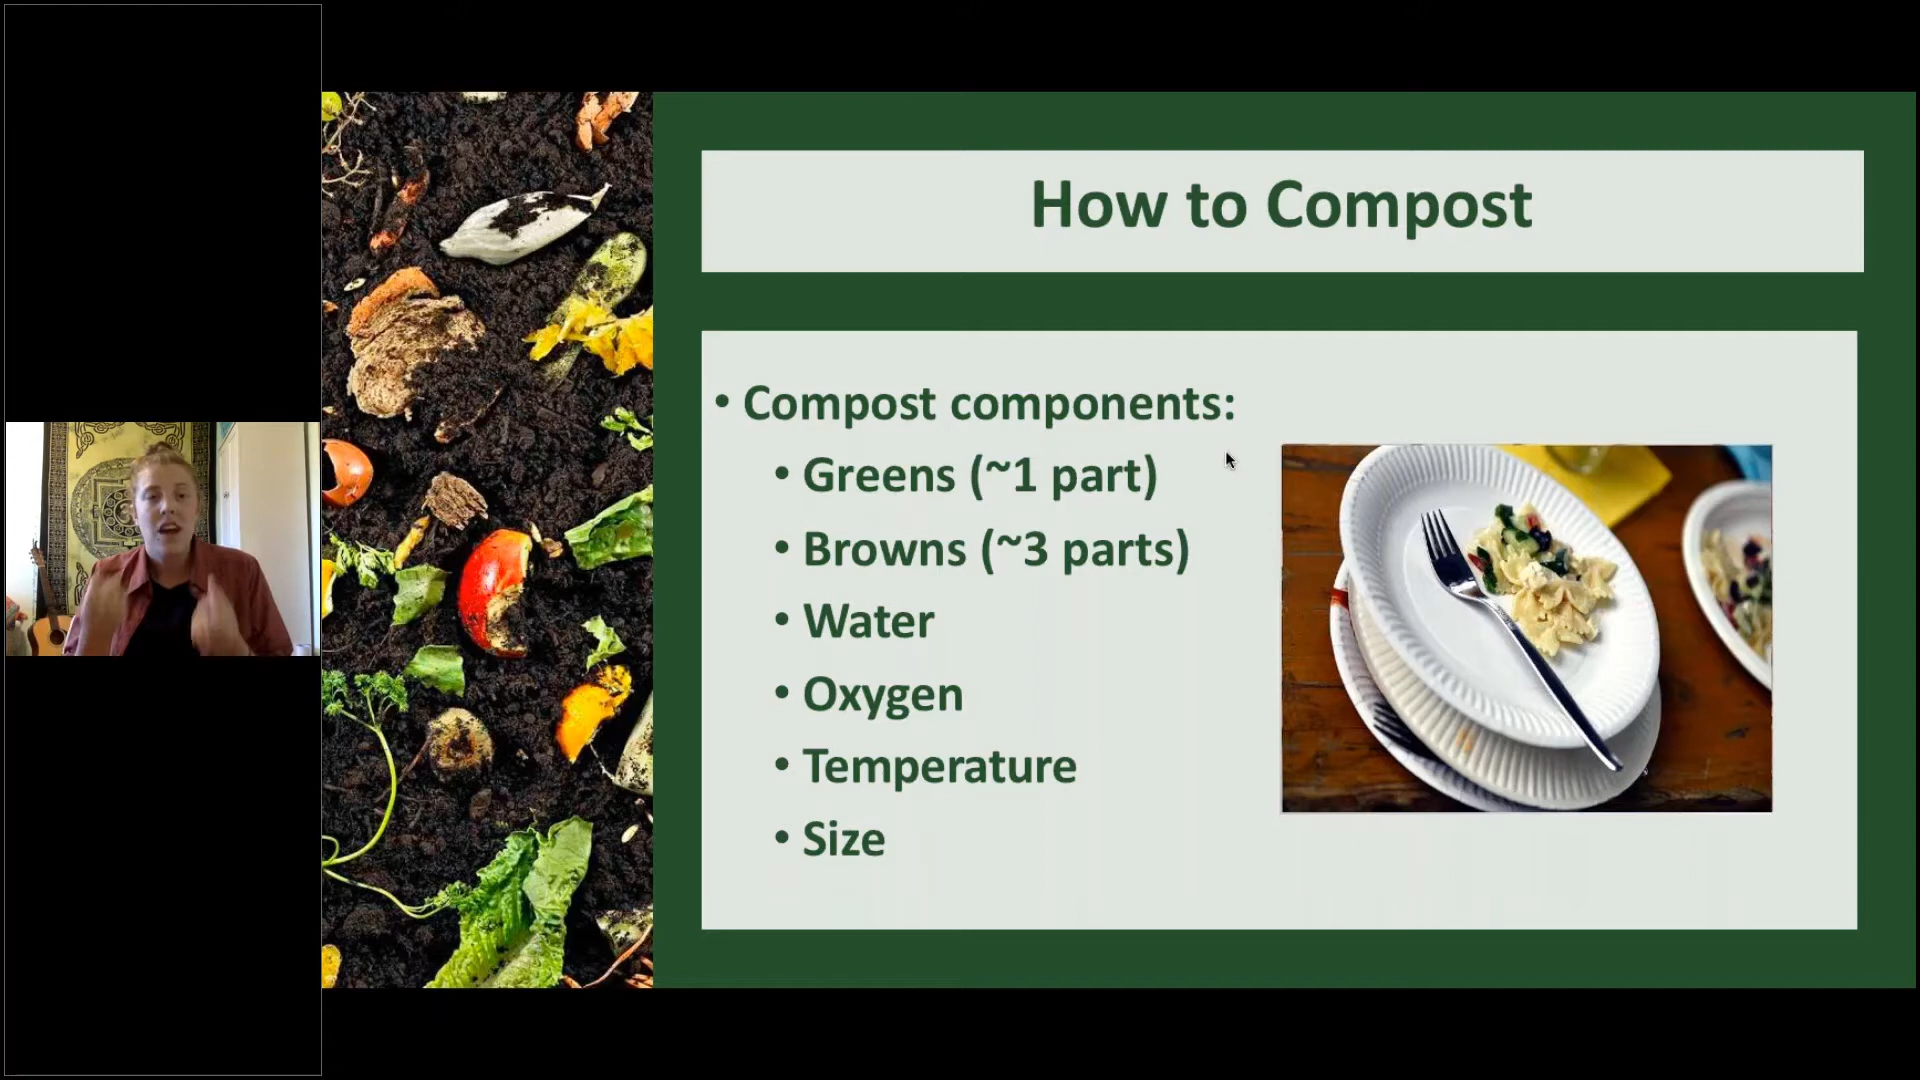 How to Compost
• Compost components:
• Greens (~1 part)
• Browns (~3 parts)
• Water
• Oxygen
• Temperature
• Size